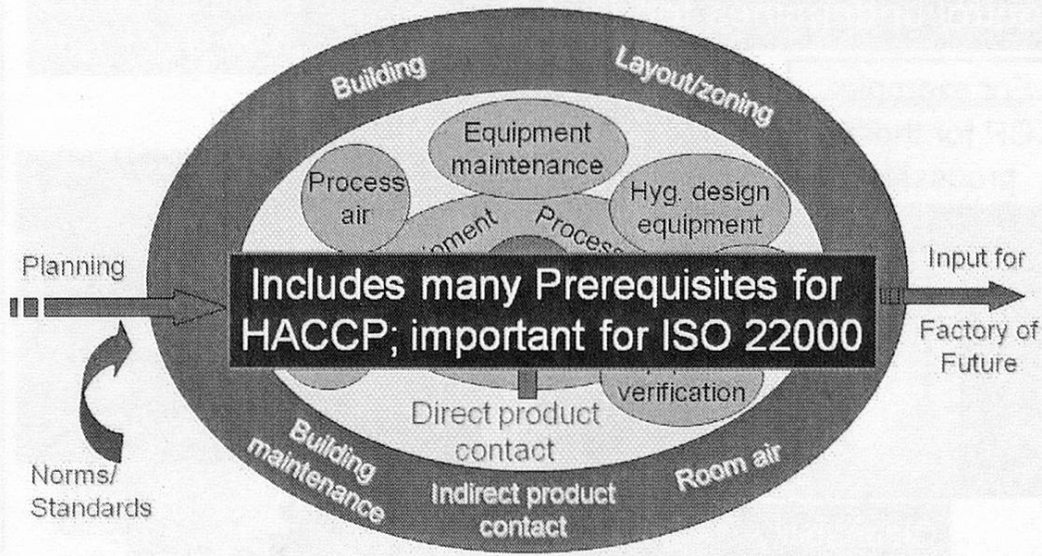 Building
Layout/zoning
Equipment
maintenance
Process
air
Hyg. design
equipment
Process
Planning
Includes many Prerequisites for
HACCP; important for ISO 22000
Input for
Factory of
Future
verification
Direct product
contact
Building
maintenance
Indirect product
contact
Room air
Norms/
Standards